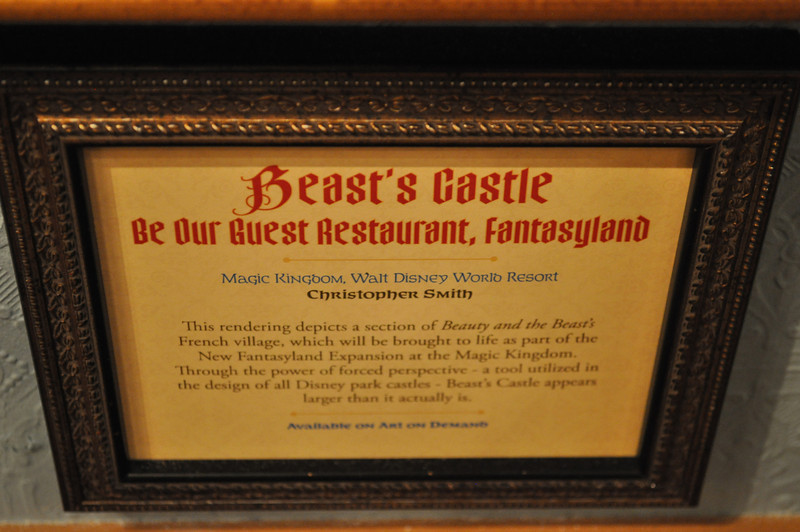 Beast's Castle
Be Our Guest Restaurant, Fantasyland
Magic Kingdom, Walt Disney World Resort
Christopher Smith
This rendering depicts a section of Beauty and the Beast's
French village, which will be brought to life as part of the
New Fantasyland Expansion at the Magic Kingdom.
Through the power of forced perspective - a tool utilized in
the design of all Disney park castles - Beast's Castle appears
larger than it actually is.
Available on Art on Demand